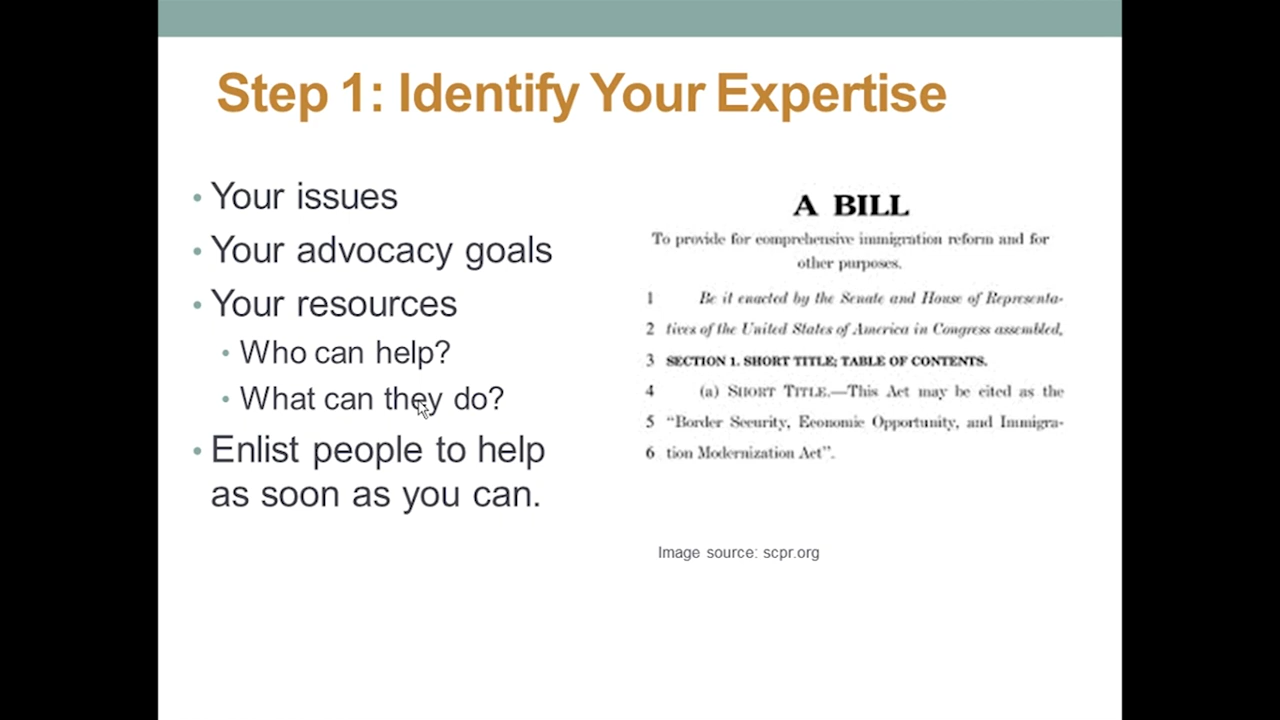 Step 1: Identify Your Expertise
• Your issues
• Your advocacy goals
• Your resources
• Who can help?
• What can they do?
• Enlist people to help
as soon as you can.
A BILL
To provide for comprehensive immigration reform and for
other purposes.
1 Be it enacted by the Senate and House of Representa-
2 tives of the United States of America in Congress assembled,
3 SECTION 1. SHORT TITLE; TABLE OF CONTENTS.
4 (a) SHORT TITLE.—This Act may be cited as the
5 “Border Security, Economic Opportunity, and Immigra-
6 tion Modernization Act”.
Image source: scpr.org